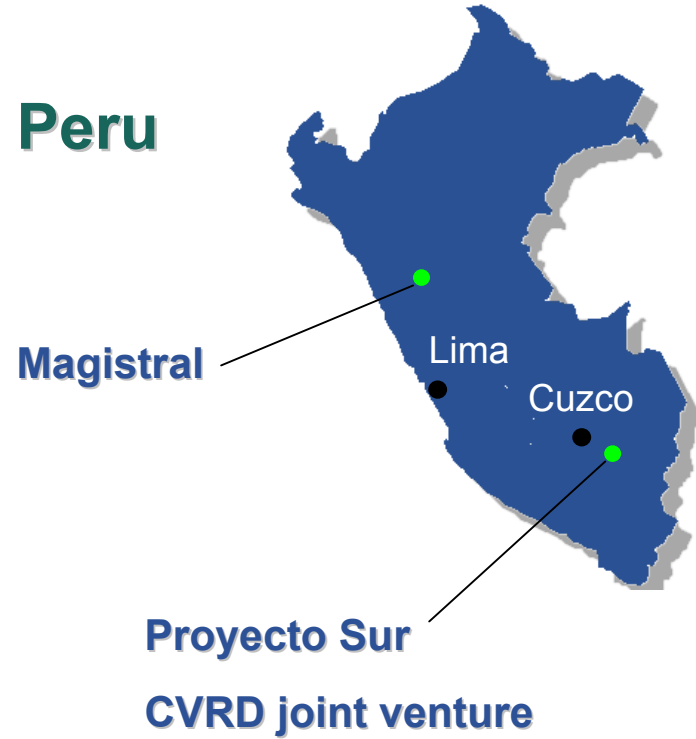 Peru
Magistral
Lima
Cuzco
Proyecto Sur
CVRD joint venture